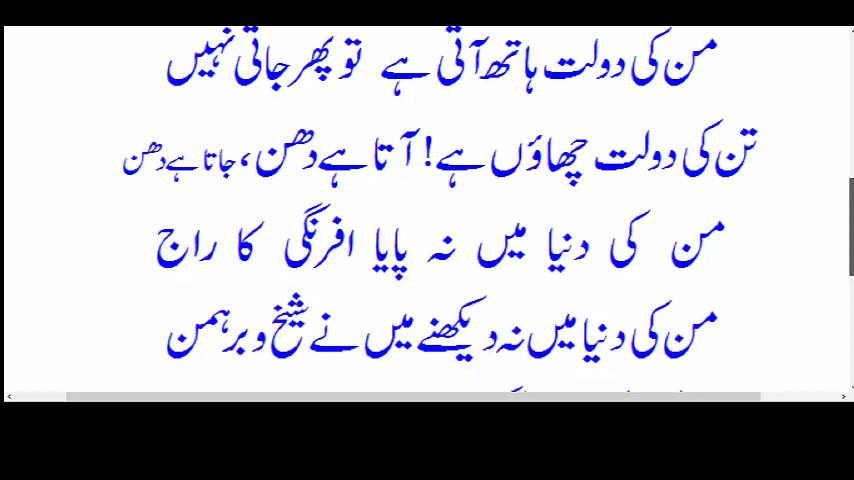 من کی دولت ہاتھ آتی ہے تو پھر جاتی نہیں
تن کی دولت چھاؤں ہے! آتا ہے دھن، جاتا ہے دھن
من کی دنیا میں نہ پایا افرنگی کا راج
من کی دنیا میں نہ دیکھنے میں نے شیخ و برہمن